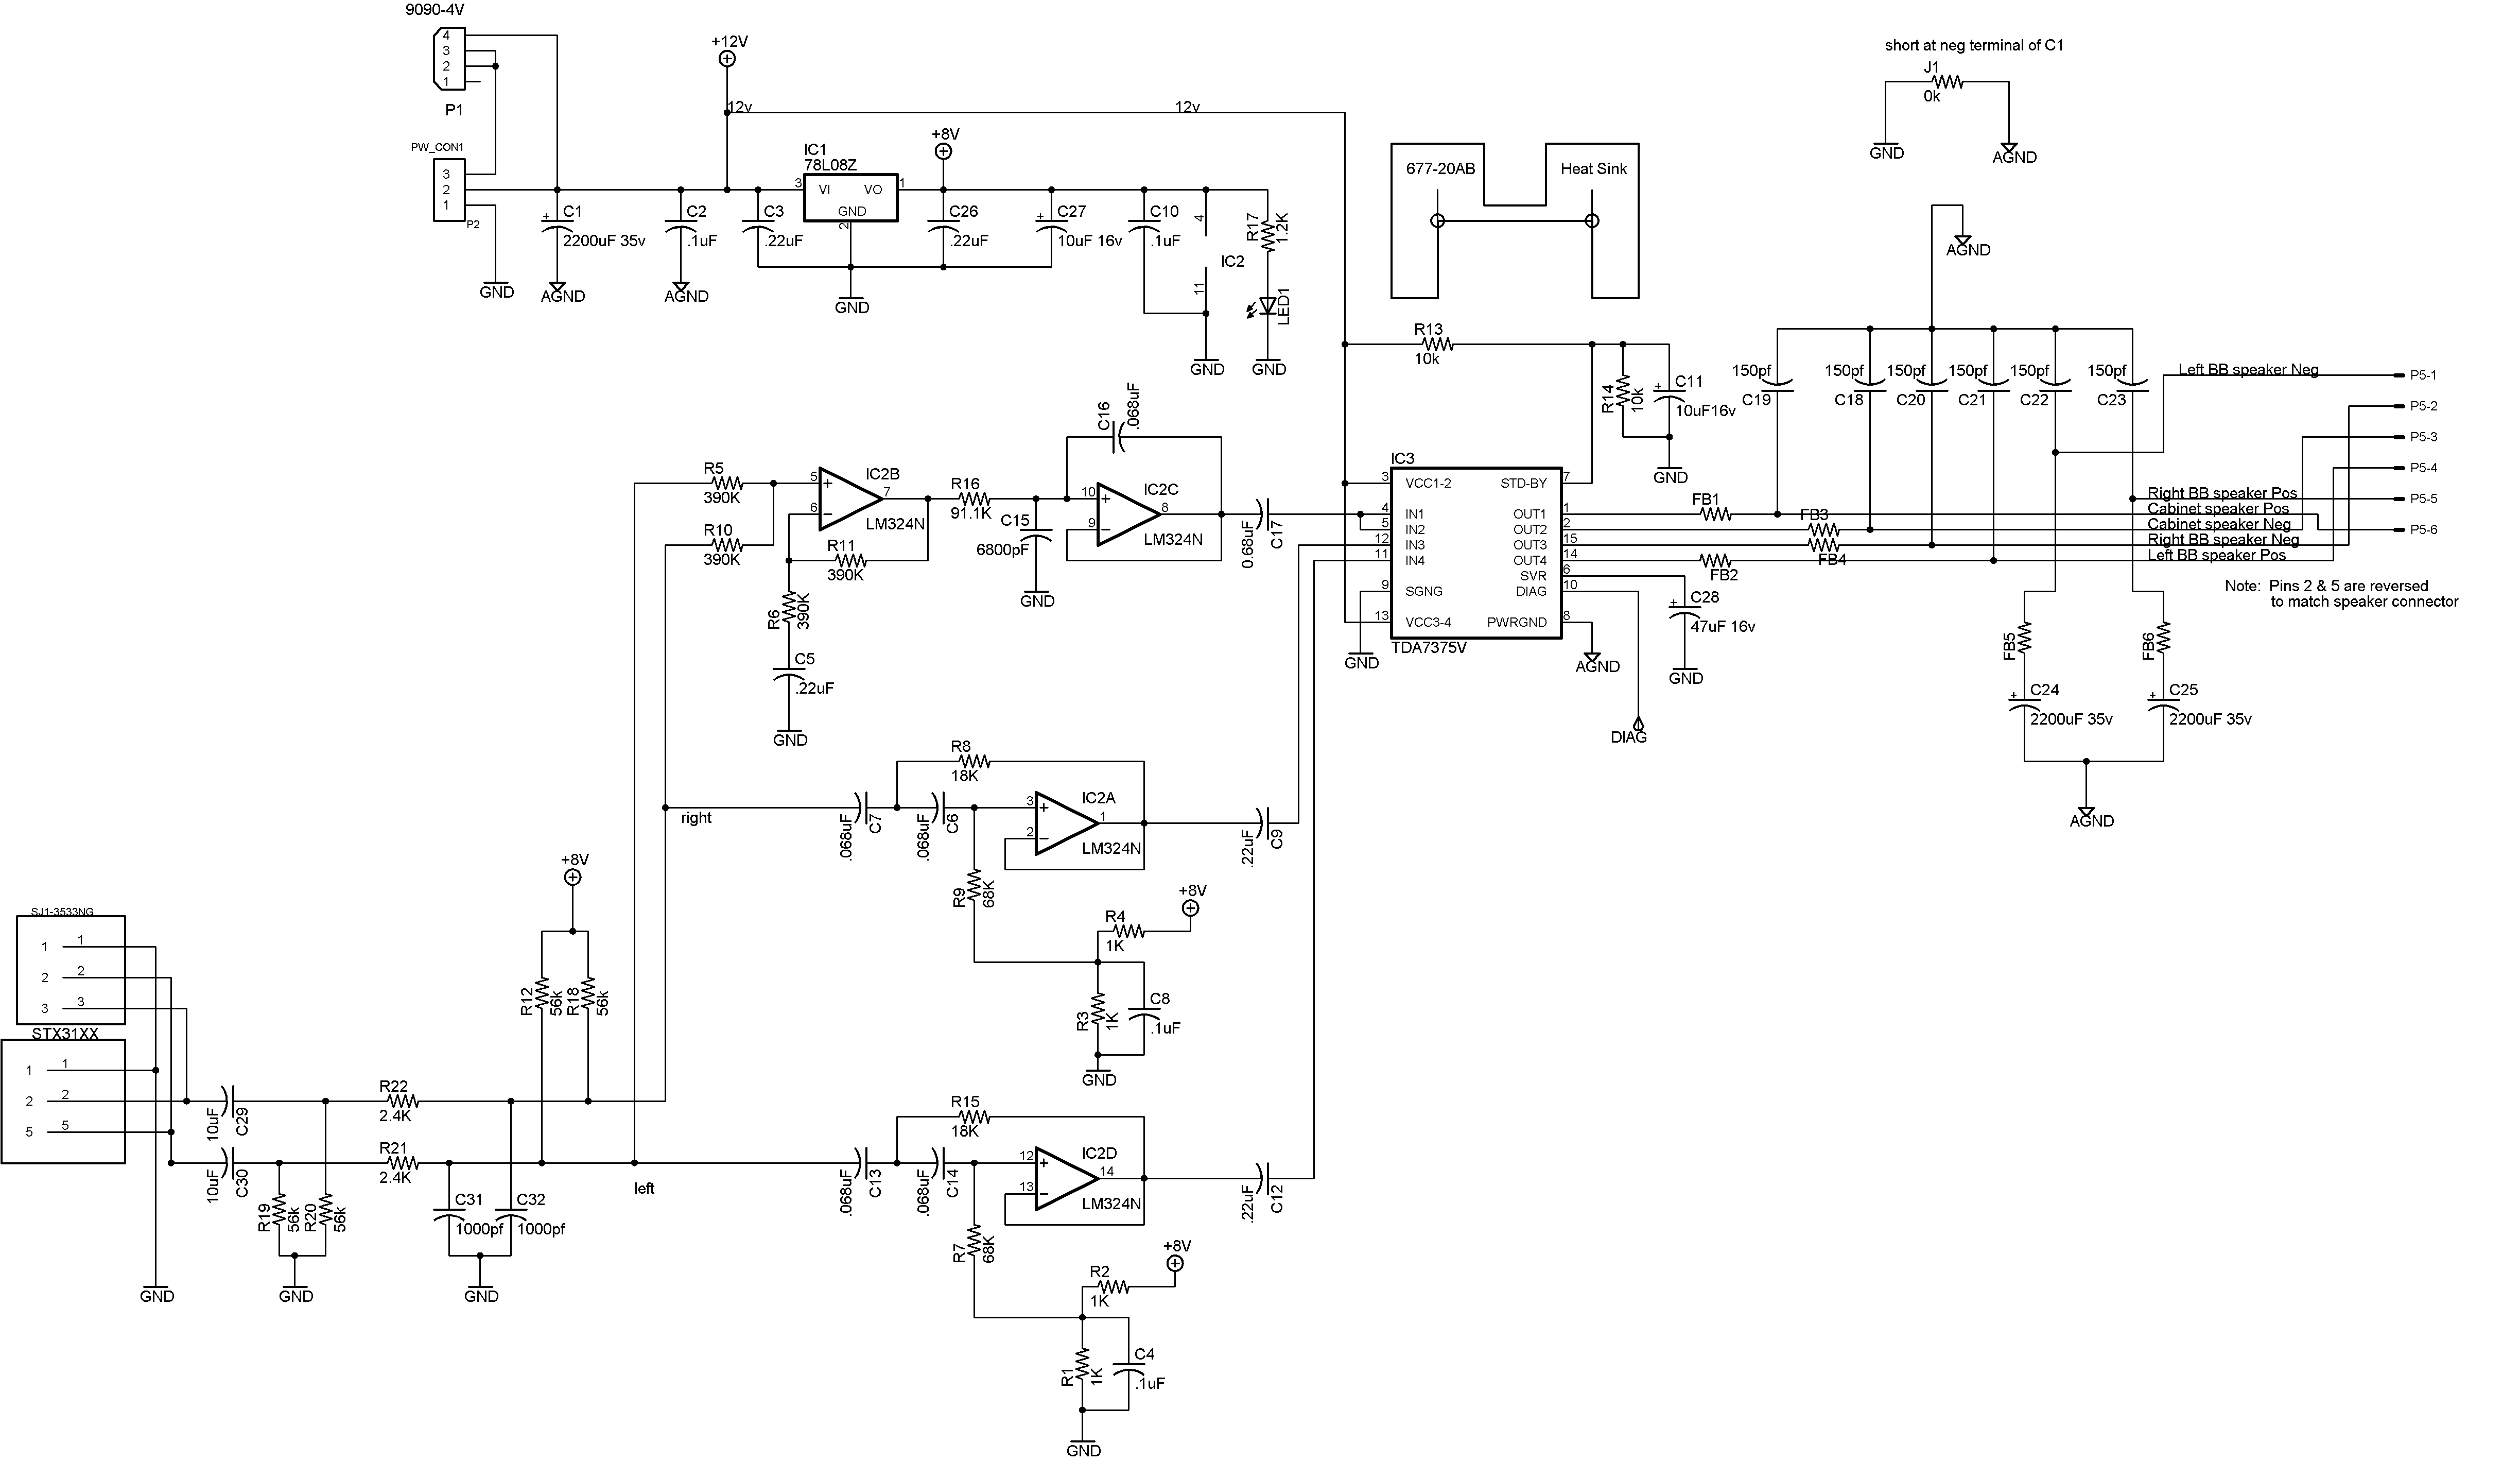 9090-4V
4
3
2
1
P1
PW_CON1
3
2
1
P2
GND
C1
+
2200uF 35v
AGND
C2
.1uF
AGND
+12V
12v
12v
C3
.22uF
IC1
78L08Z
3
VI
VO
1
GND
2
GND
+8V
C26
.22uF
C27
+
10uF 16v
C10
.1uF
4
IC2
11
GND
R17
1.2K
LED1
GND
677-20AB
Heat Sink
short at neg terminal of C1
J1
0k
GND
AGND
AGND
R13
10k
R14
10k
C11
+
10uF16v
GND
150pf
C19
150pf
C18
150pf
C20
150pf
C21
150pf
C22
150pf
C23
Left BB speaker Neg
Right BB speaker Pos
Cabinet speaker Pos
Cabinet speaker Neg
Right BB speaker Neg
Left BB speaker Pos
P5-1
P5-2
P5-3
P5-4
P5-5
P5-6
Note: Pins 2 & 5 are reversed
to match speaker connector
R5
390K
R10
390K
5
+
6
−
7
IC2B
LM324N
R11
390K
R6
390K
C5
.22uF
GND
R16
91.1K
C15
6800pF
GND
C16
.068uF
10
+
9
−
8
IC2C
LM324N
0.68uF
C17
IC3
3
VCC1-2
4
IN1
5
IN2
12
IN3
11
IN4
9
SGNG
13
VCC3-4
STD-BY
7
OUT1
1
OUT2
2
OUT3
15
OUT4
14
SVR
6
DIAG
10
PWRGND
8
TDA7375V
GND
AGND
DIAG
FB1
FB3
FB4
FB2
C28
+
47uF 16v
GND
FB5
C24
+
2200uF 35v
FB6
C25
+
2200uF 35v
AGND
right
.068uF
C7
.068uF
C6
R8
18K
3
+
2
−
1
IC2A
LM324N
.22uF
C9
R9
68K
R4
1K
+8V
R3
1K
C8
.1uF
GND
SJ1-3533NG
1
1
2
2
3
3
STX31XX
1
1
2
2
5
5
GND
10uF
C29
10uF
C30
R19
56k
R20
56k
GND
R22
2.4K
R21
2.4K
C31
1000pf
C32
1000pf
GND
+8V
R12
56k
R18
56k
left
.068uF
C13
.068uF
C14
R15
18K
12
+
13
−
14
IC2D
LM324N
.22uF
C12
R7
68K
R2
1K
+8V
R1
1K
C4
.1uF
GND